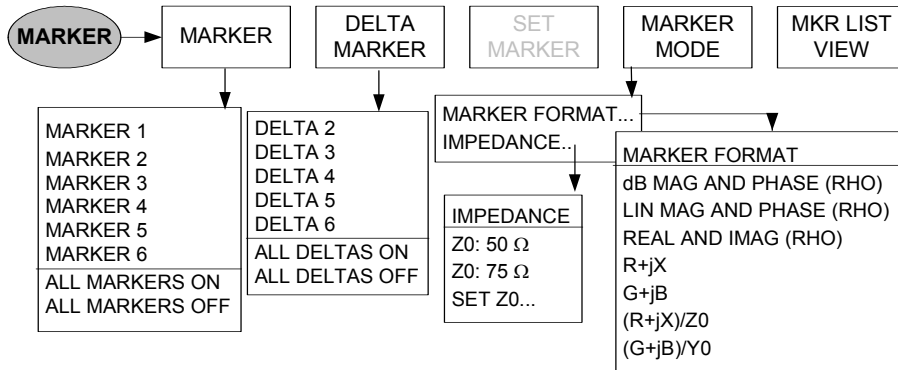 MARKER
MARKER
DELTA
MARKER
SET
MARKER
MARKER
MODE
MKR LIST
VIEW
MARKER 1
MARKER 2
MARKER 3
MARKER 4
MARKER 5
MARKER 6
ALL MARKERS ON
ALL MARKERS OFF
DELTA 2
DELTA 3
DELTA 4
DELTA 5
DELTA 6
ALL DELTAS ON
ALL DELTAS OFF
MARKER FORMAT...
IMPEDANCE...
IMPEDANCE
Z0: 50 Ω
Z0: 75 Ω
SET Z0...
MARKER FORMAT
dB MAG AND PHASE (RHO)
LIN MAG AND PHASE (RHO)
REAL AND IMAG (RHO)
R+jX
G+jB
(R+jX)/Z0
(G+jB)/Y0